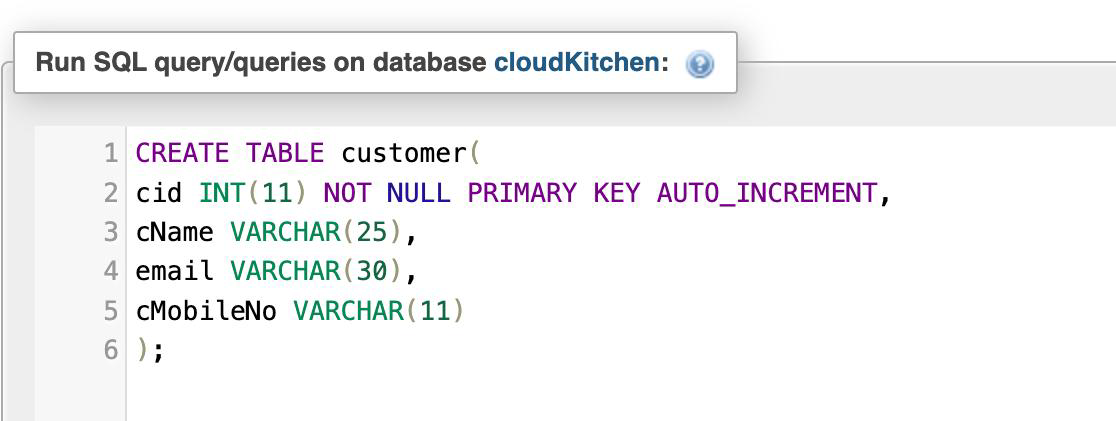 Run SQL query/queries on database cloudKitchen:
1 CREATE TABLE customer(
2 cid INT(11) NOT NULL PRIMARY KEY AUTO_INCREMENT,
3 cName VARCHAR(25),
4 email VARCHAR(30),
5 cMobileNo VARCHAR(11)
6 );